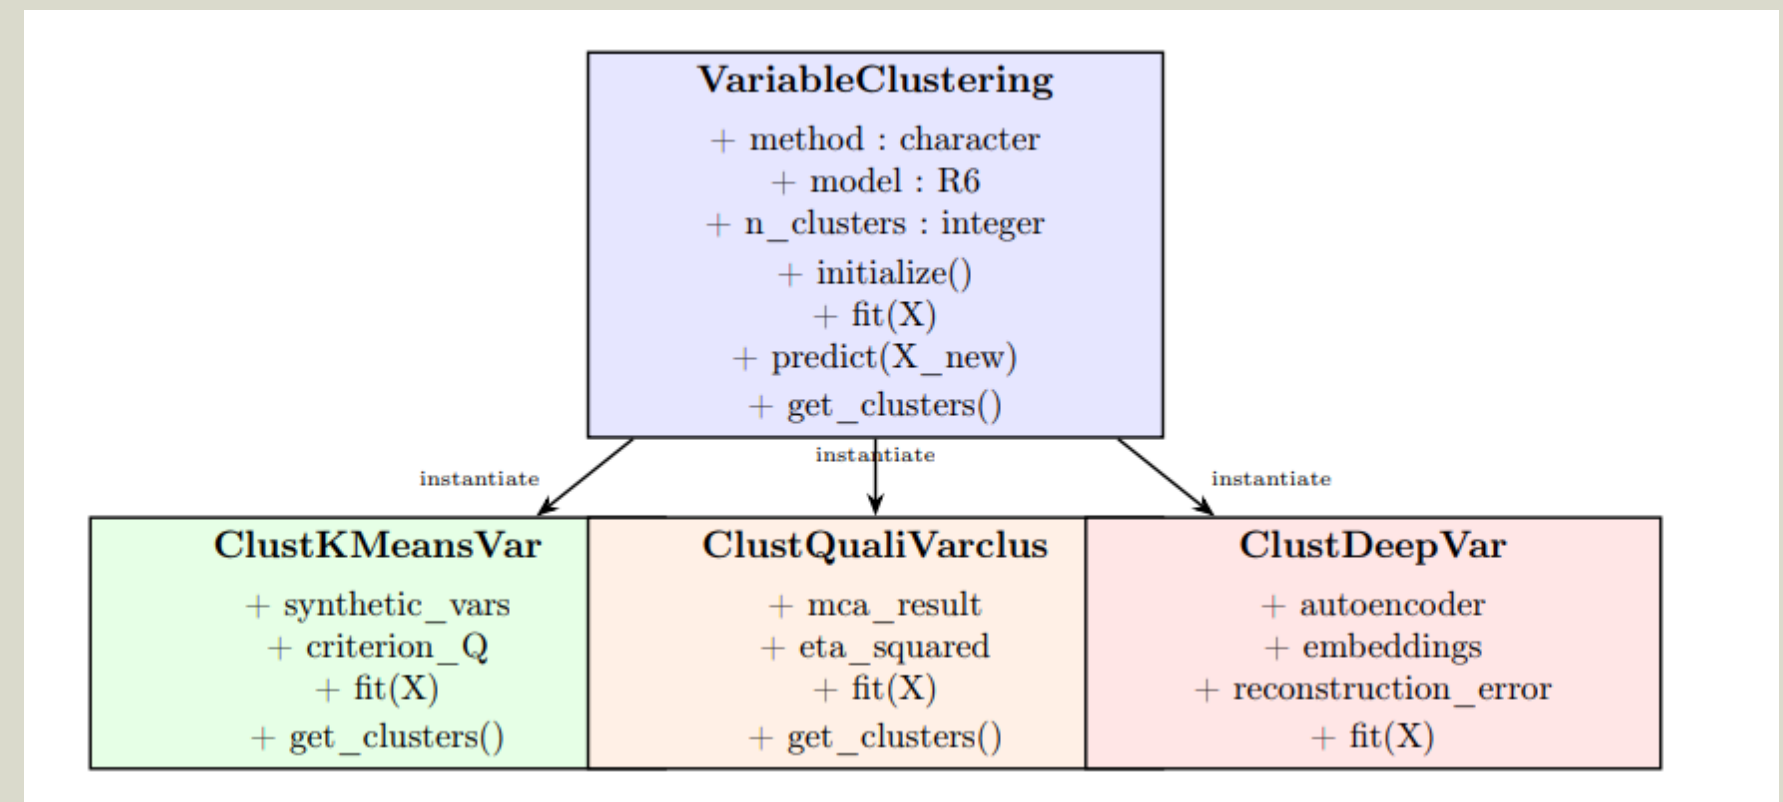 VariableClustering
+ method : character
+ model : R6
+ n_clusters : integer
+ initialize()
+ fit(X)
+ predict(X_new)
+ get_clusters()
instantiate
instantiate
instantiate
ClustKMeansVar
+ synthetic_vars
+ criterion_Q
+ fit(X)
+ get_clusters()
ClustQualiVarclus
+ mca_result
+ eta_squared
+ fit(X)
+ get_clusters()
ClustDeepVar
+ autoencoder
+ embeddings
+ reconstruction_error
+ fit(X)